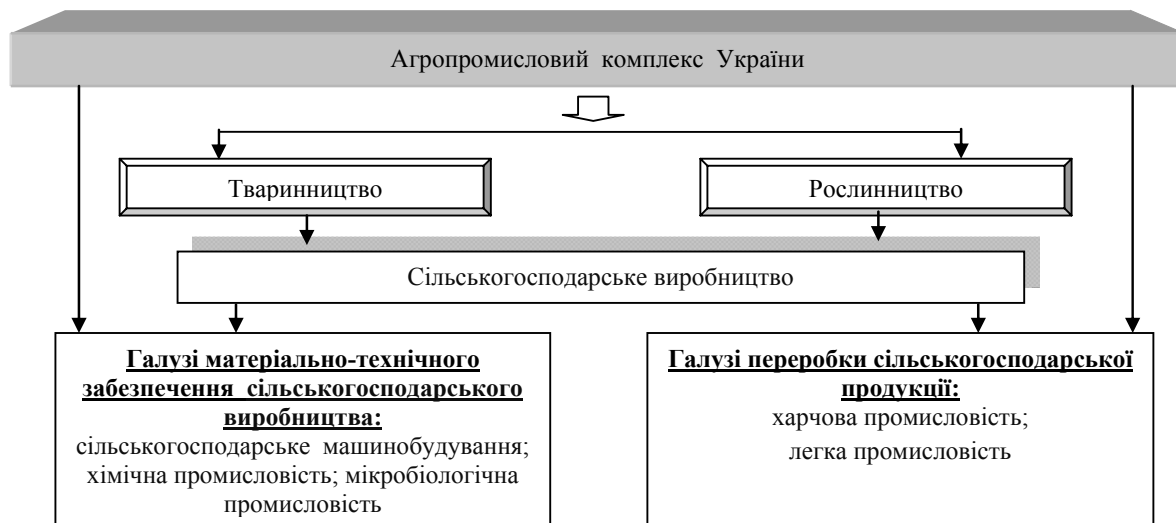 Агропромисловий комплекс України
Тваринництво
Рослинництво
Сільськогосподарське виробництво
Галузі матеріально-технічного
забезпечення сільськогосподарського
виробництва:
сільськогосподарське машинобудування;
хімічна промисловість; мікробіологічна
промисловість
Галузі переробки сільськогосподарської
продукції:
харчова промисловість;
легка промисловість